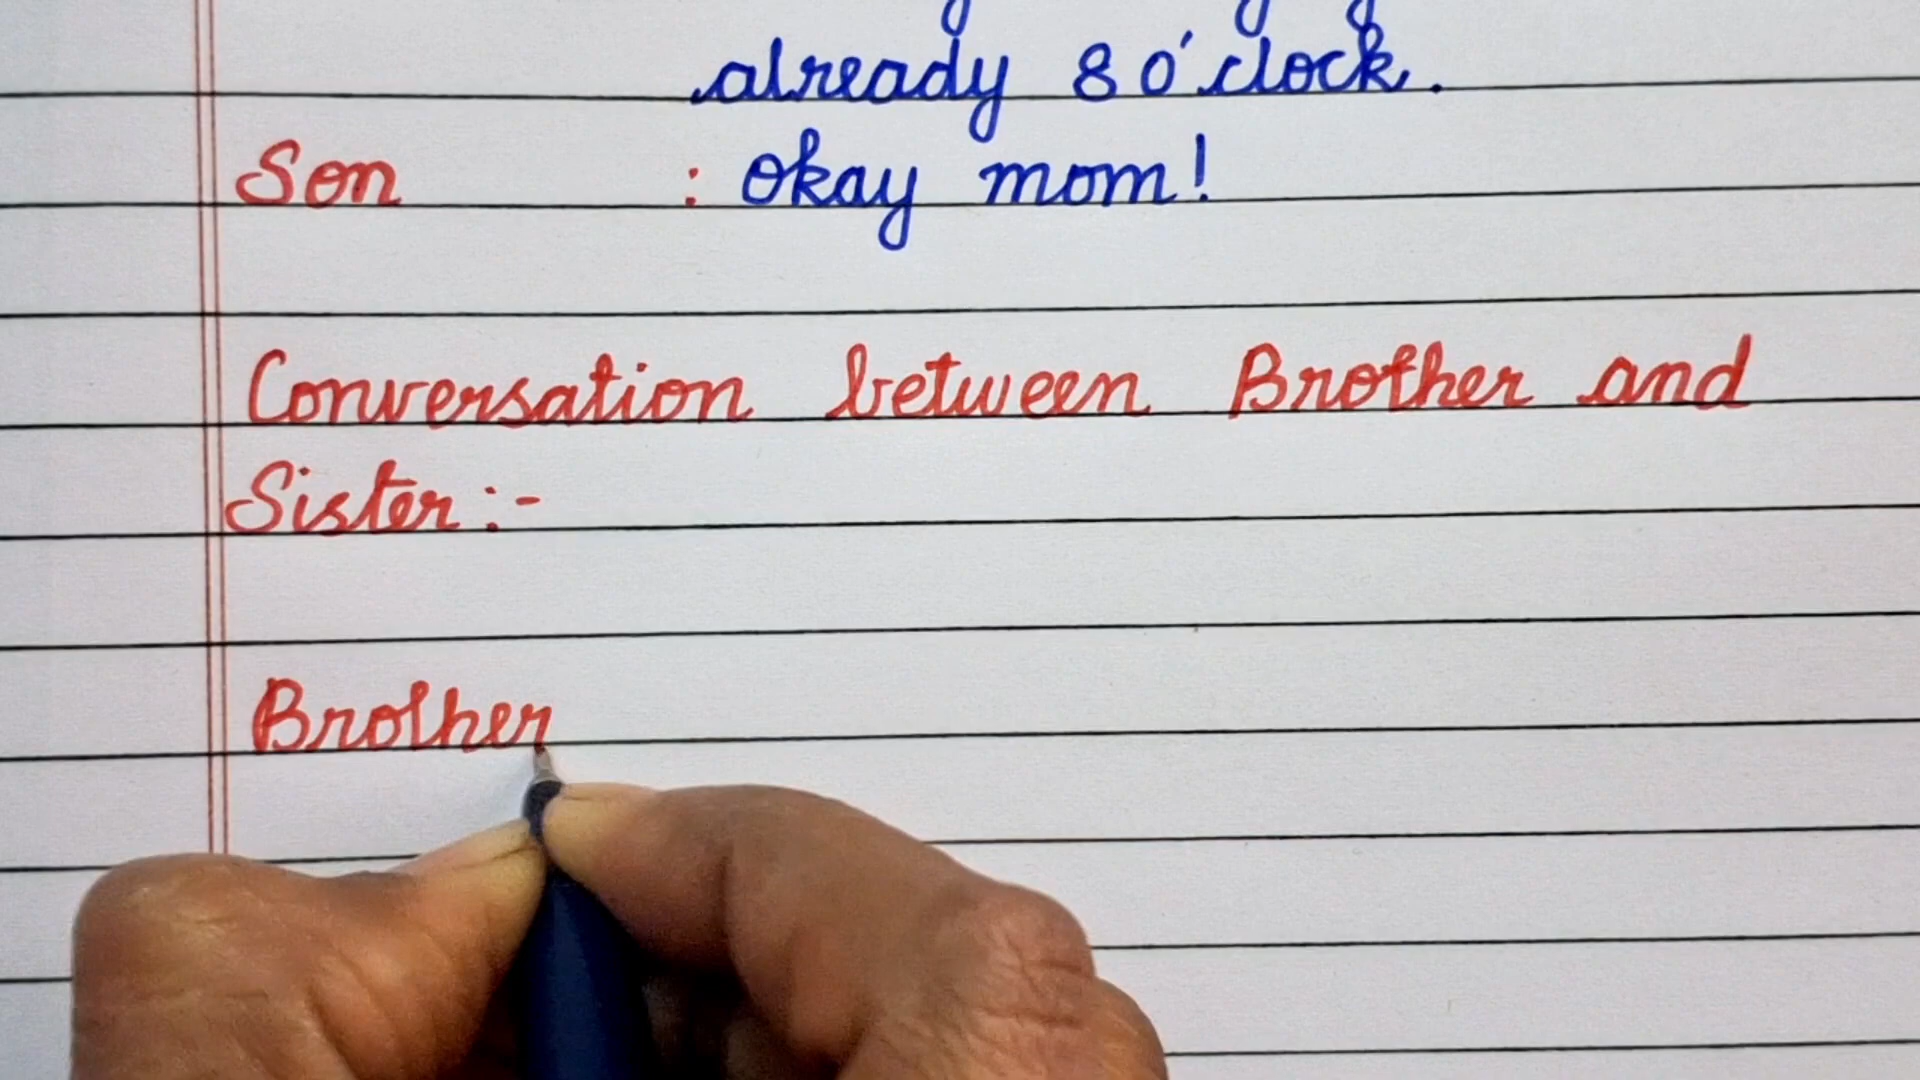 already 8 o'clock.
Son : okay mom!
Conversation between Brother and
Sister :-
Brother